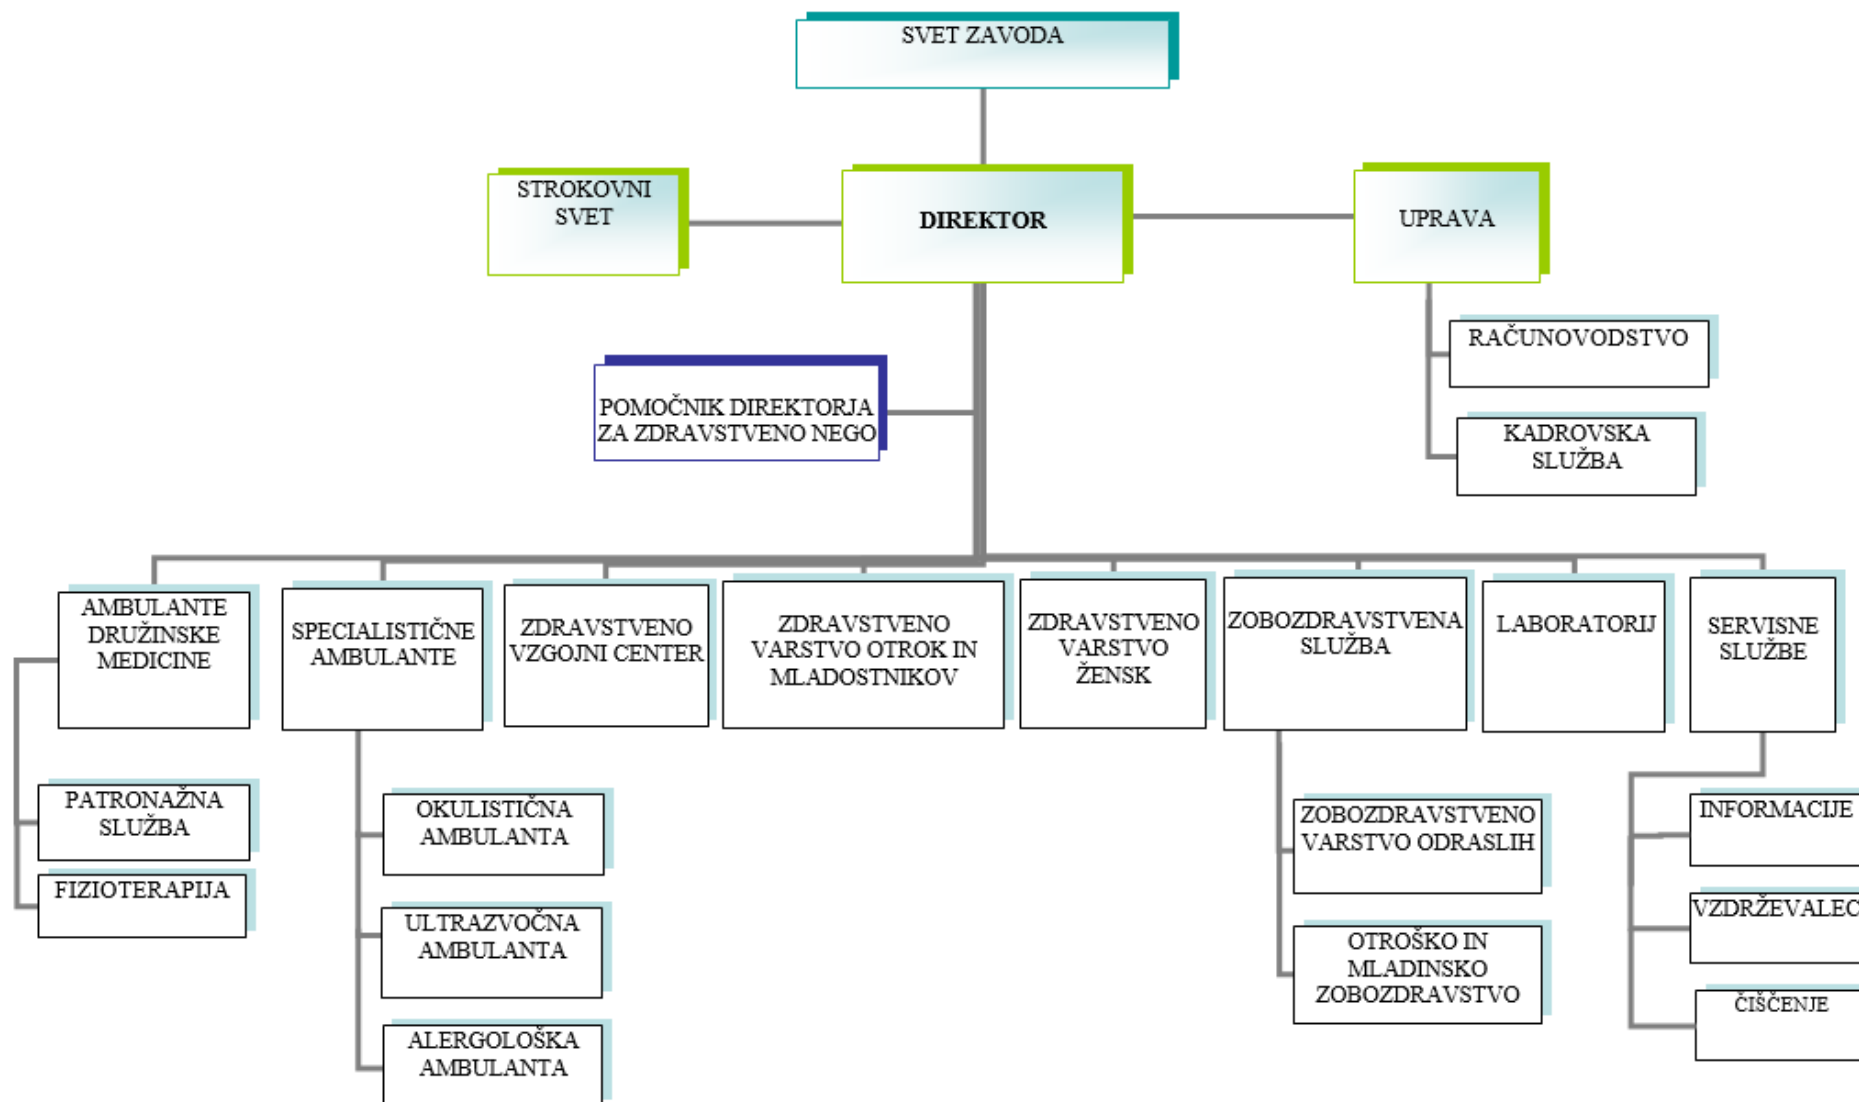 SVET ZAVODA
STROKOVNI
SVET
DIREKTOR
UPRAVA
RAČUNOVODSTVO
POMOČNIK DIREKTORJA
ZA ZDRAVSTVENO NEGO
KADROVSKA
SLUŽBA
AMBULANTE
DRUŽINSKE
MEDICINE
SPECIALISTIČNE
AMBULANTE
ZDRAVSTVENO
VZGOJNI CENTER
ZDRAVSTVENO
VARSTVO OTROK IN
MLADOSTNIKOV
ZDRAVSTVENO
VARSTVO
ŽENSK
ZOBOZDRAVSTVENA
SLUŽBA
LABORATORIJ
SERVISNE
SLUŽBE
PATRONAŽNA
SLUŽBA
FIZIOTERAPIJA
OKULISTIČNA
AMBULANTA
ULTRAZVOČNA
AMBULANTA
ALERGOLOŠKA
AMBULANTA
ZOBOZDRAVSTVENO
VARSTVO ODRASLIH
OTROŠKO IN
MLADINSKO
ZOBOZDRAVSTVO
INFORMACIJE
VZDRŽEVALEC
ČIŠČENJE